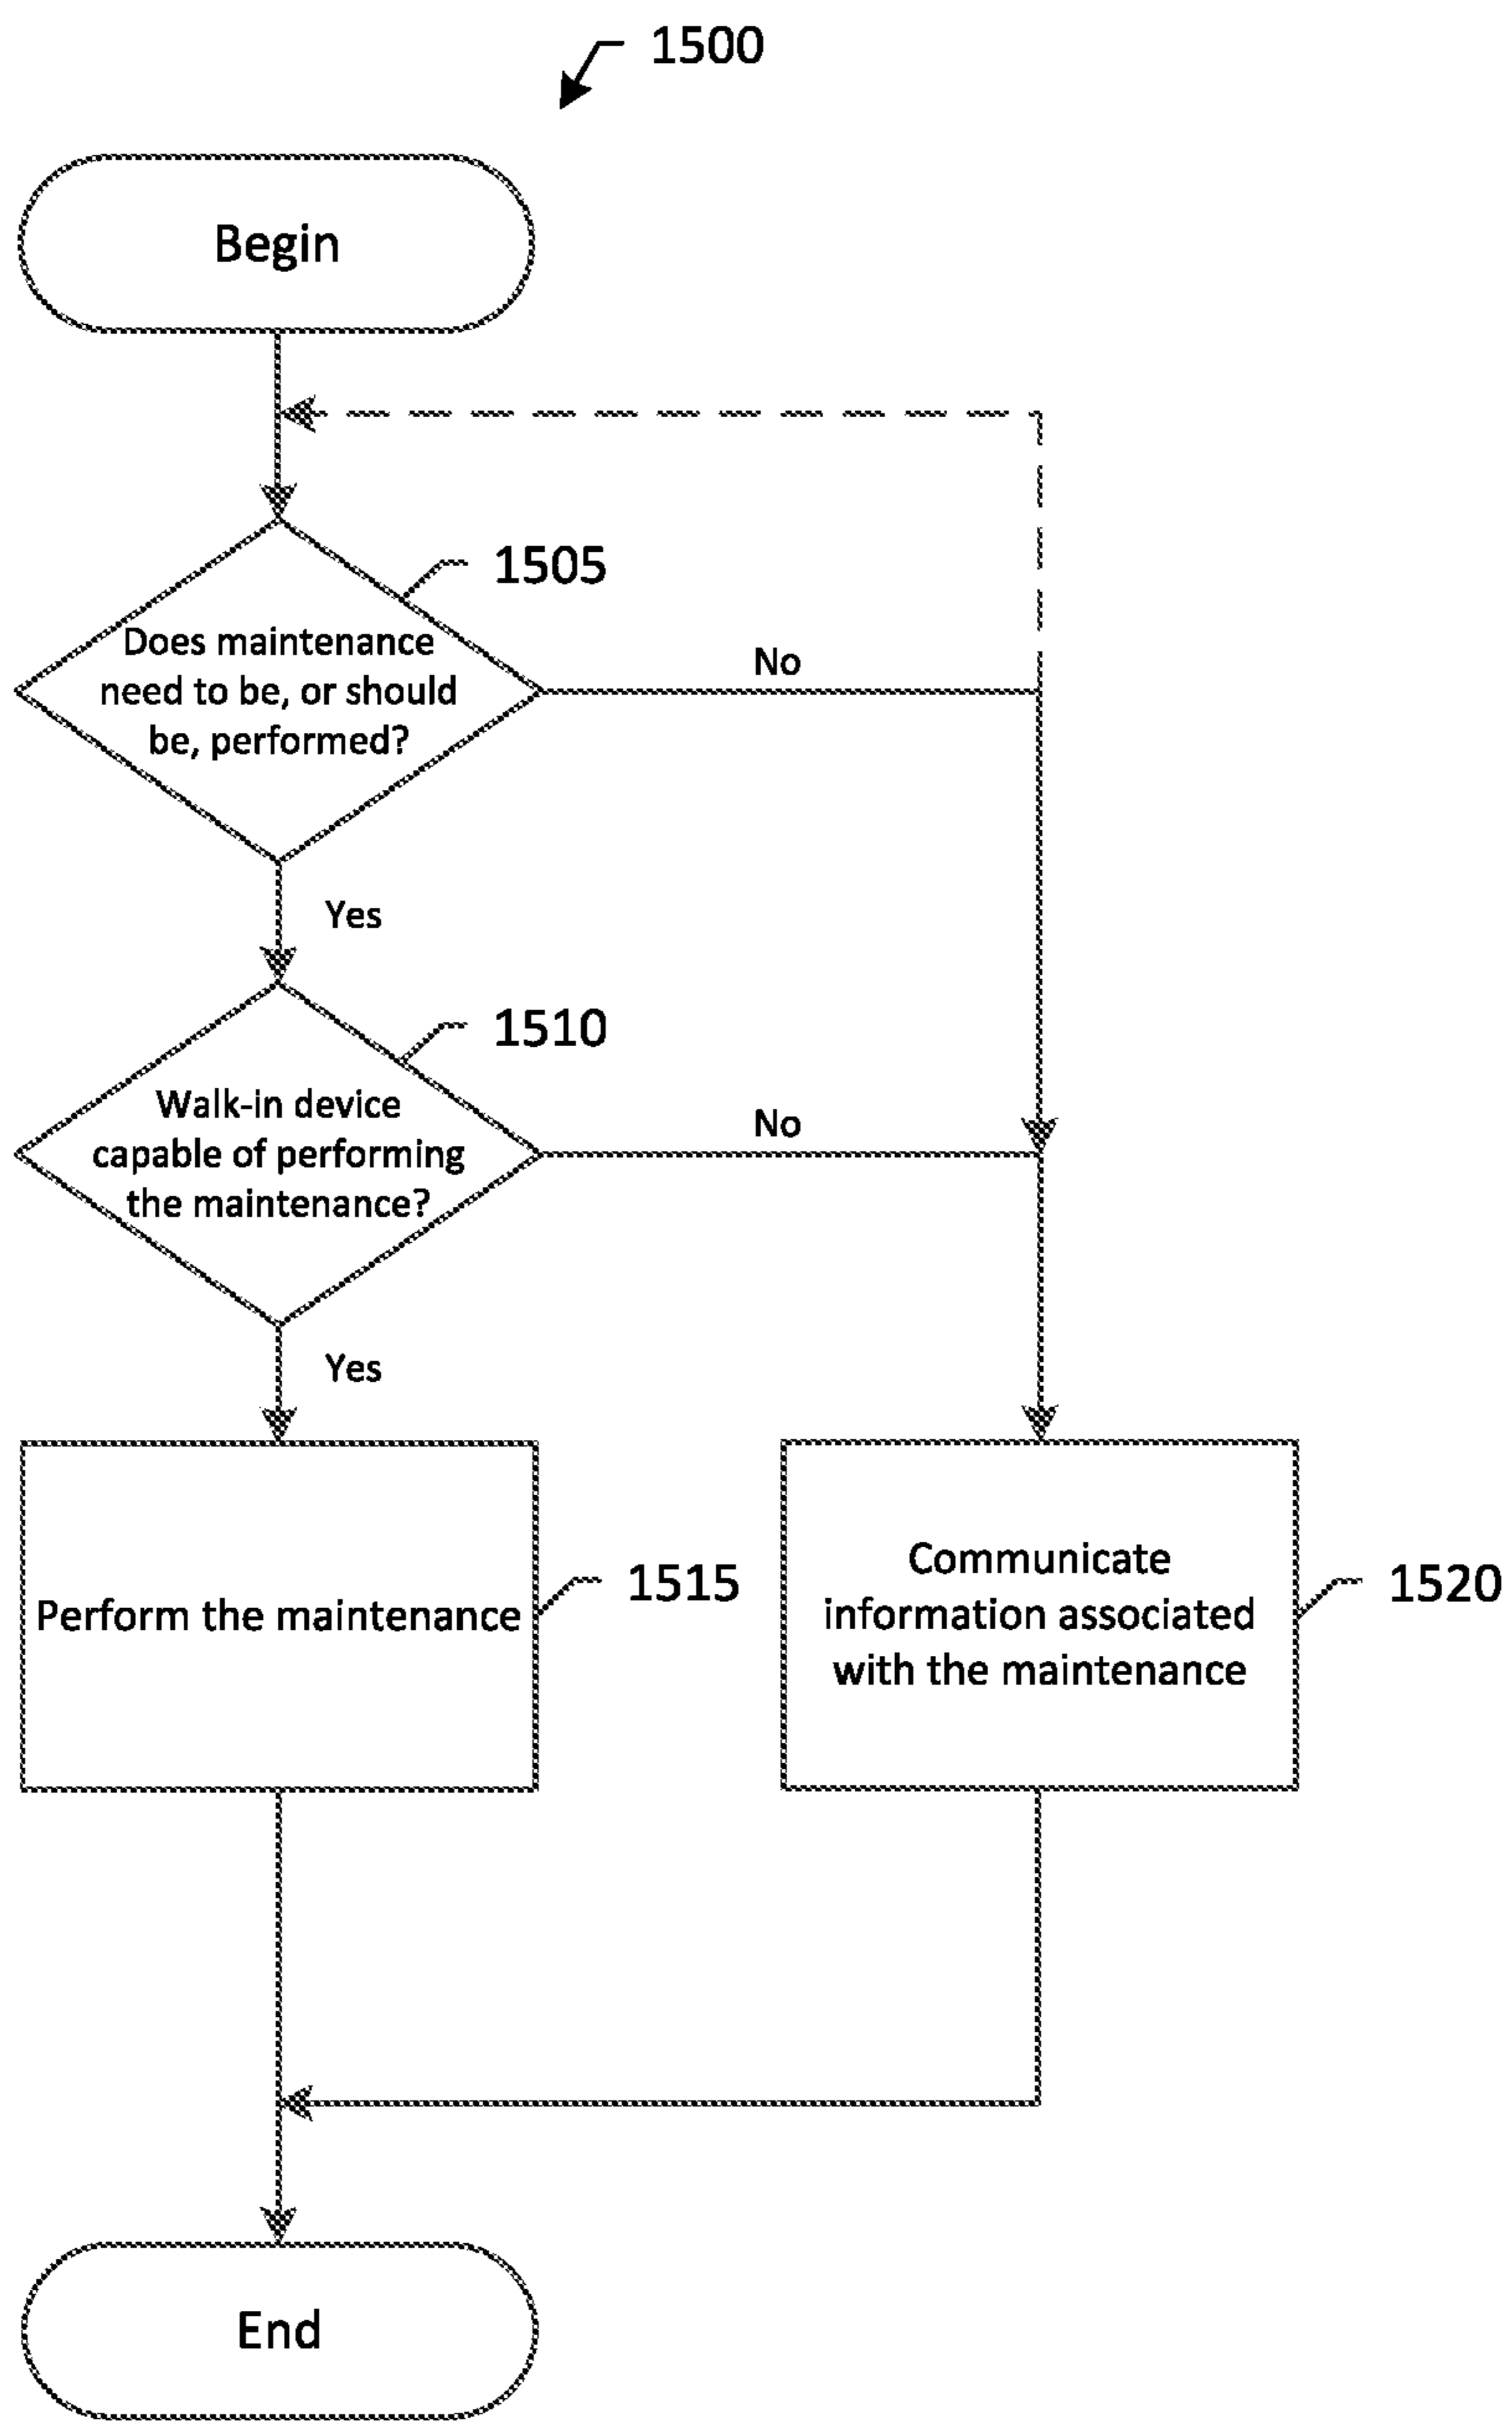 1500
Begin
1505
Does maintenance
need to be, or should
be, performed?
No
Yes
1510
Walk-in device
capable of performing
the maintenance?
No
Yes
Perform the maintenance
1515
Communicate
information associated
with the maintenance
1520
End